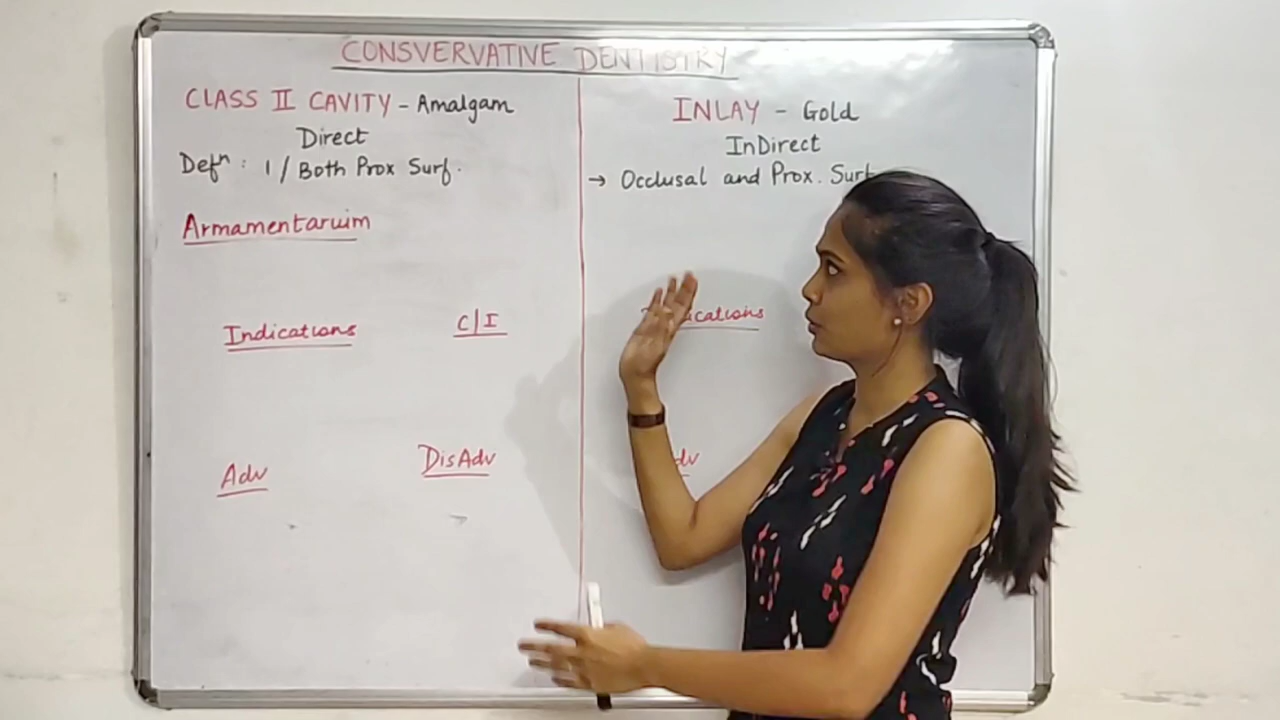 CONSVERVATIVE DENTISTRY
CLASS II CAVITY - Amalgam
Direct
Defⁿ : 1 / Both Prox Surf.
Armamentaruim
Indications
C/I
Adv
DisAdv
INLAY - Gold
InDirect
→ Occlusal and Prox. Surf